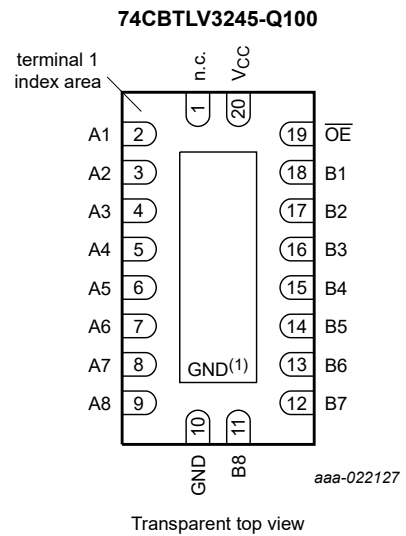 74CBTLV3245-Q100
terminal 1
index area
n.c.
VCC
1
20
A1 2
19 OE
A2 3
18 B1
A3 4
17 B2
A4 5
16 B3
A5 6
15 B4
A6 7
14 B5
A7 8
GND(1)
13 B6
A8 9
12 B7
10
11
GND
B8
aaa-022127
Transparent top view